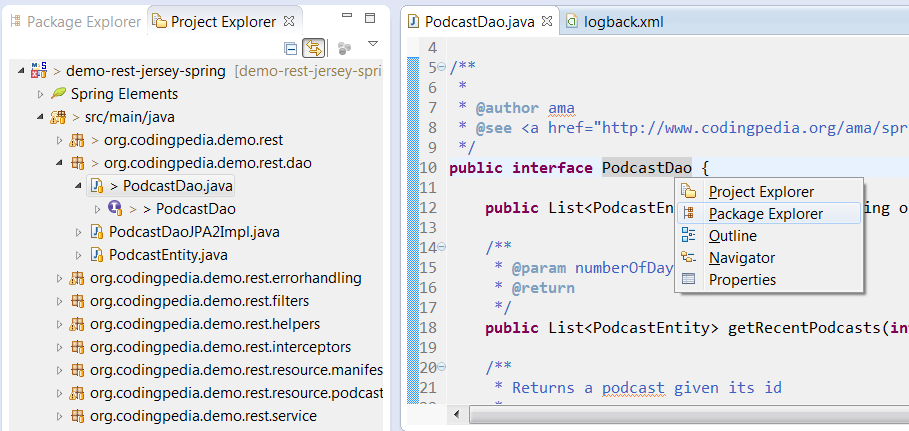 Package Explorer
Project Explorer
> demo-rest-jersey-spring [demo-rest-jersey-spri
Spring Elements
> src/main/java
> org.codingpedia.demo.rest
> org.codingpedia.demo.rest.dao
> PodcastDao.java
> > PodcastDao
PodcastDaoJPA2Impl.java
PodcastEntity.java
org.codingpedia.demo.rest.errorhandling
org.codingpedia.demo.rest.filters
org.codingpedia.demo.rest.helpers
org.codingpedia.demo.rest.interceptors
org.codingpedia.demo.rest.resource.manifes
org.codingpedia.demo.rest.resource.podcast
org.codingpedia.demo.rest.service
PodcastDao.java
logback.xml
4
5 /**
6 *
7 * @author ama
8 * @see <a href="http://www.codingpedia.org/ama/spr
9 */
10 public interface PodcastDao {
11
12 public List<PodcastEn ing o
13
14 /**
15 * @param numberOfDay
16 * @return
17 */
18 public List<PodcastEntity> getRecentPodcasts(int
19
20 /**
21 * Returns a podcast given its id
Project Explorer
Package Explorer
Outline
Navigator
Properties